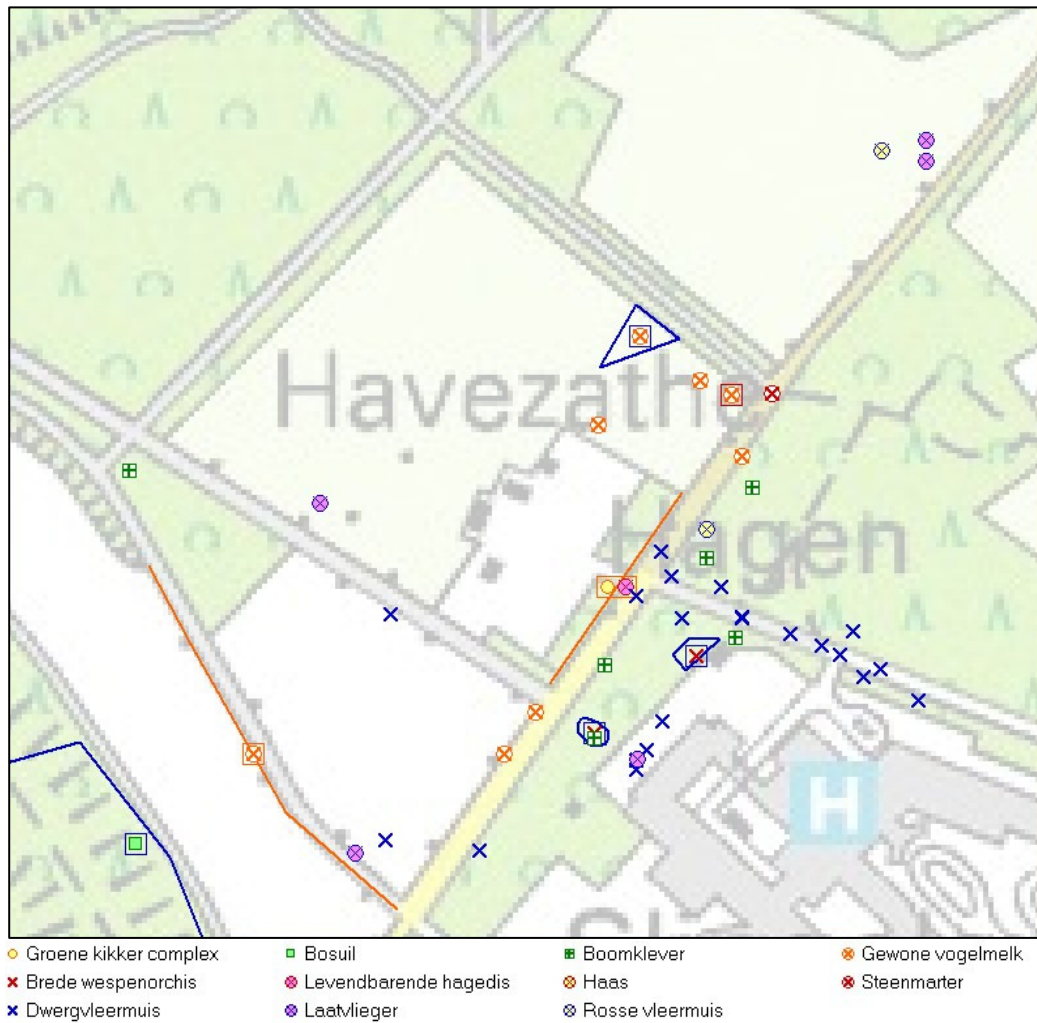 Havezathe
Hagen
H
Groene kikker complex
Bosuil
Boomklever
Gewone vogelmelk
Brede wespenorchis
Levendbarende hagedis
Haas
Steenmarter
Dwergvleermuis
Laatvlieger
Rosse vleermuis